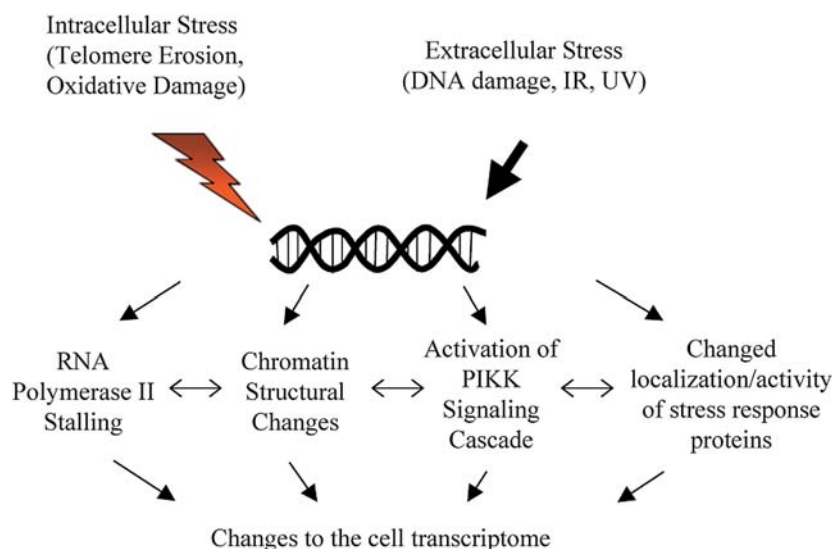 Intracellular Stress
(Telomere Erosion,
Oxidative Damage)
Extracellular Stress
(DNA damage, IR, UV)
RNA
Polymerase II
Stalling
Chromatin
Structural
Changes
Activation of
PIKK
Signaling
Cascade
Changed
localization/activity
of stress response
proteins
Changes to the cell transcriptome